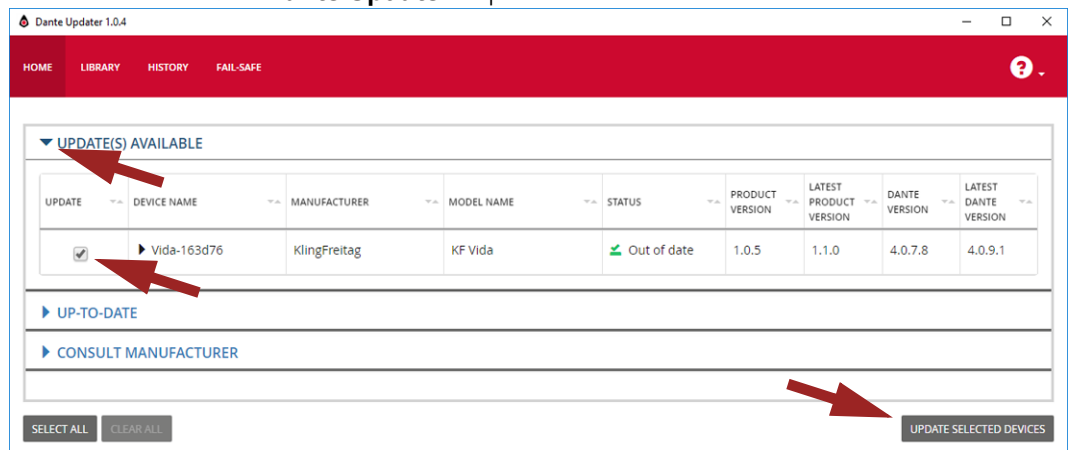 Dante Updater 1.0.4
HOME LIBRARY HISTORY FAIL-SAFE ?
UPDATE(S) AVAILABLE
UPDATE DEVICE NAME MANUFACTURER MODEL NAME STATUS PRODUCT VERSION LATEST PRODUCT VERSION DANTE VERSION LATEST DANTE VERSION
Vida-163d76 KlingFreitag KF Vida Out of date 1.0.5 1.1.0 4.0.7.8 4.0.9.1
UP-TO-DATE
CONSULT MANUFACTURER
SELECT ALL CLEAR ALL UPDATE SELECTED DEVICES